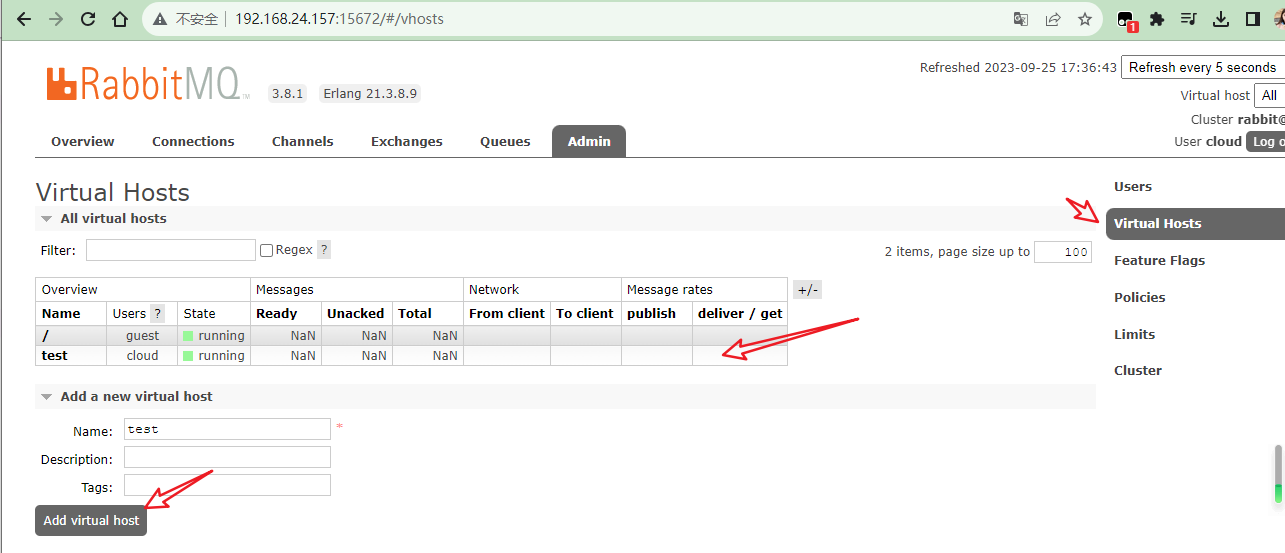 不安全 192.168.24.157:15672/#/vhosts 1
Refreshed 2023-09-25 17:36:43 Refresh every 5 seconds
RabbitMQ TM 3.8.1 Erlang 21.3.8.9
Virtual host All
Cluster rabbit@
User cloud Log o
Overview Connections Channels Exchanges Queues Admin
Virtual Hosts
All virtual hosts
Filter: Regex ? 2 items, page size up to 100
Overview Messages Network Message rates +/-
Name Users ? State Ready Unacked Total From client To client publish deliver / get
/ guest running NaN NaN NaN
test cloud running NaN NaN NaN
Add a new virtual host
Name: test *
Description:
Tags:
Add virtual host
Users
Virtual Hosts
Feature Flags
Policies
Limits
Cluster